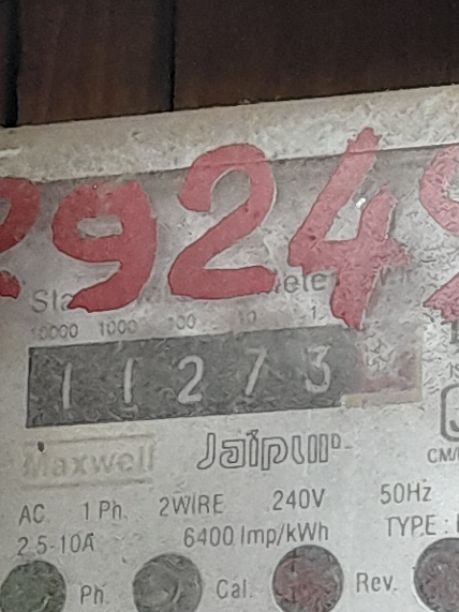 29249
10000 1000 100 10 1
11273
Maxwell Jaipur
AC 1 Ph. 2WIRE 240V 50Hz
2.5-10A 6400 Imp/kWh TYPE :
Ph. Cal. Rev.